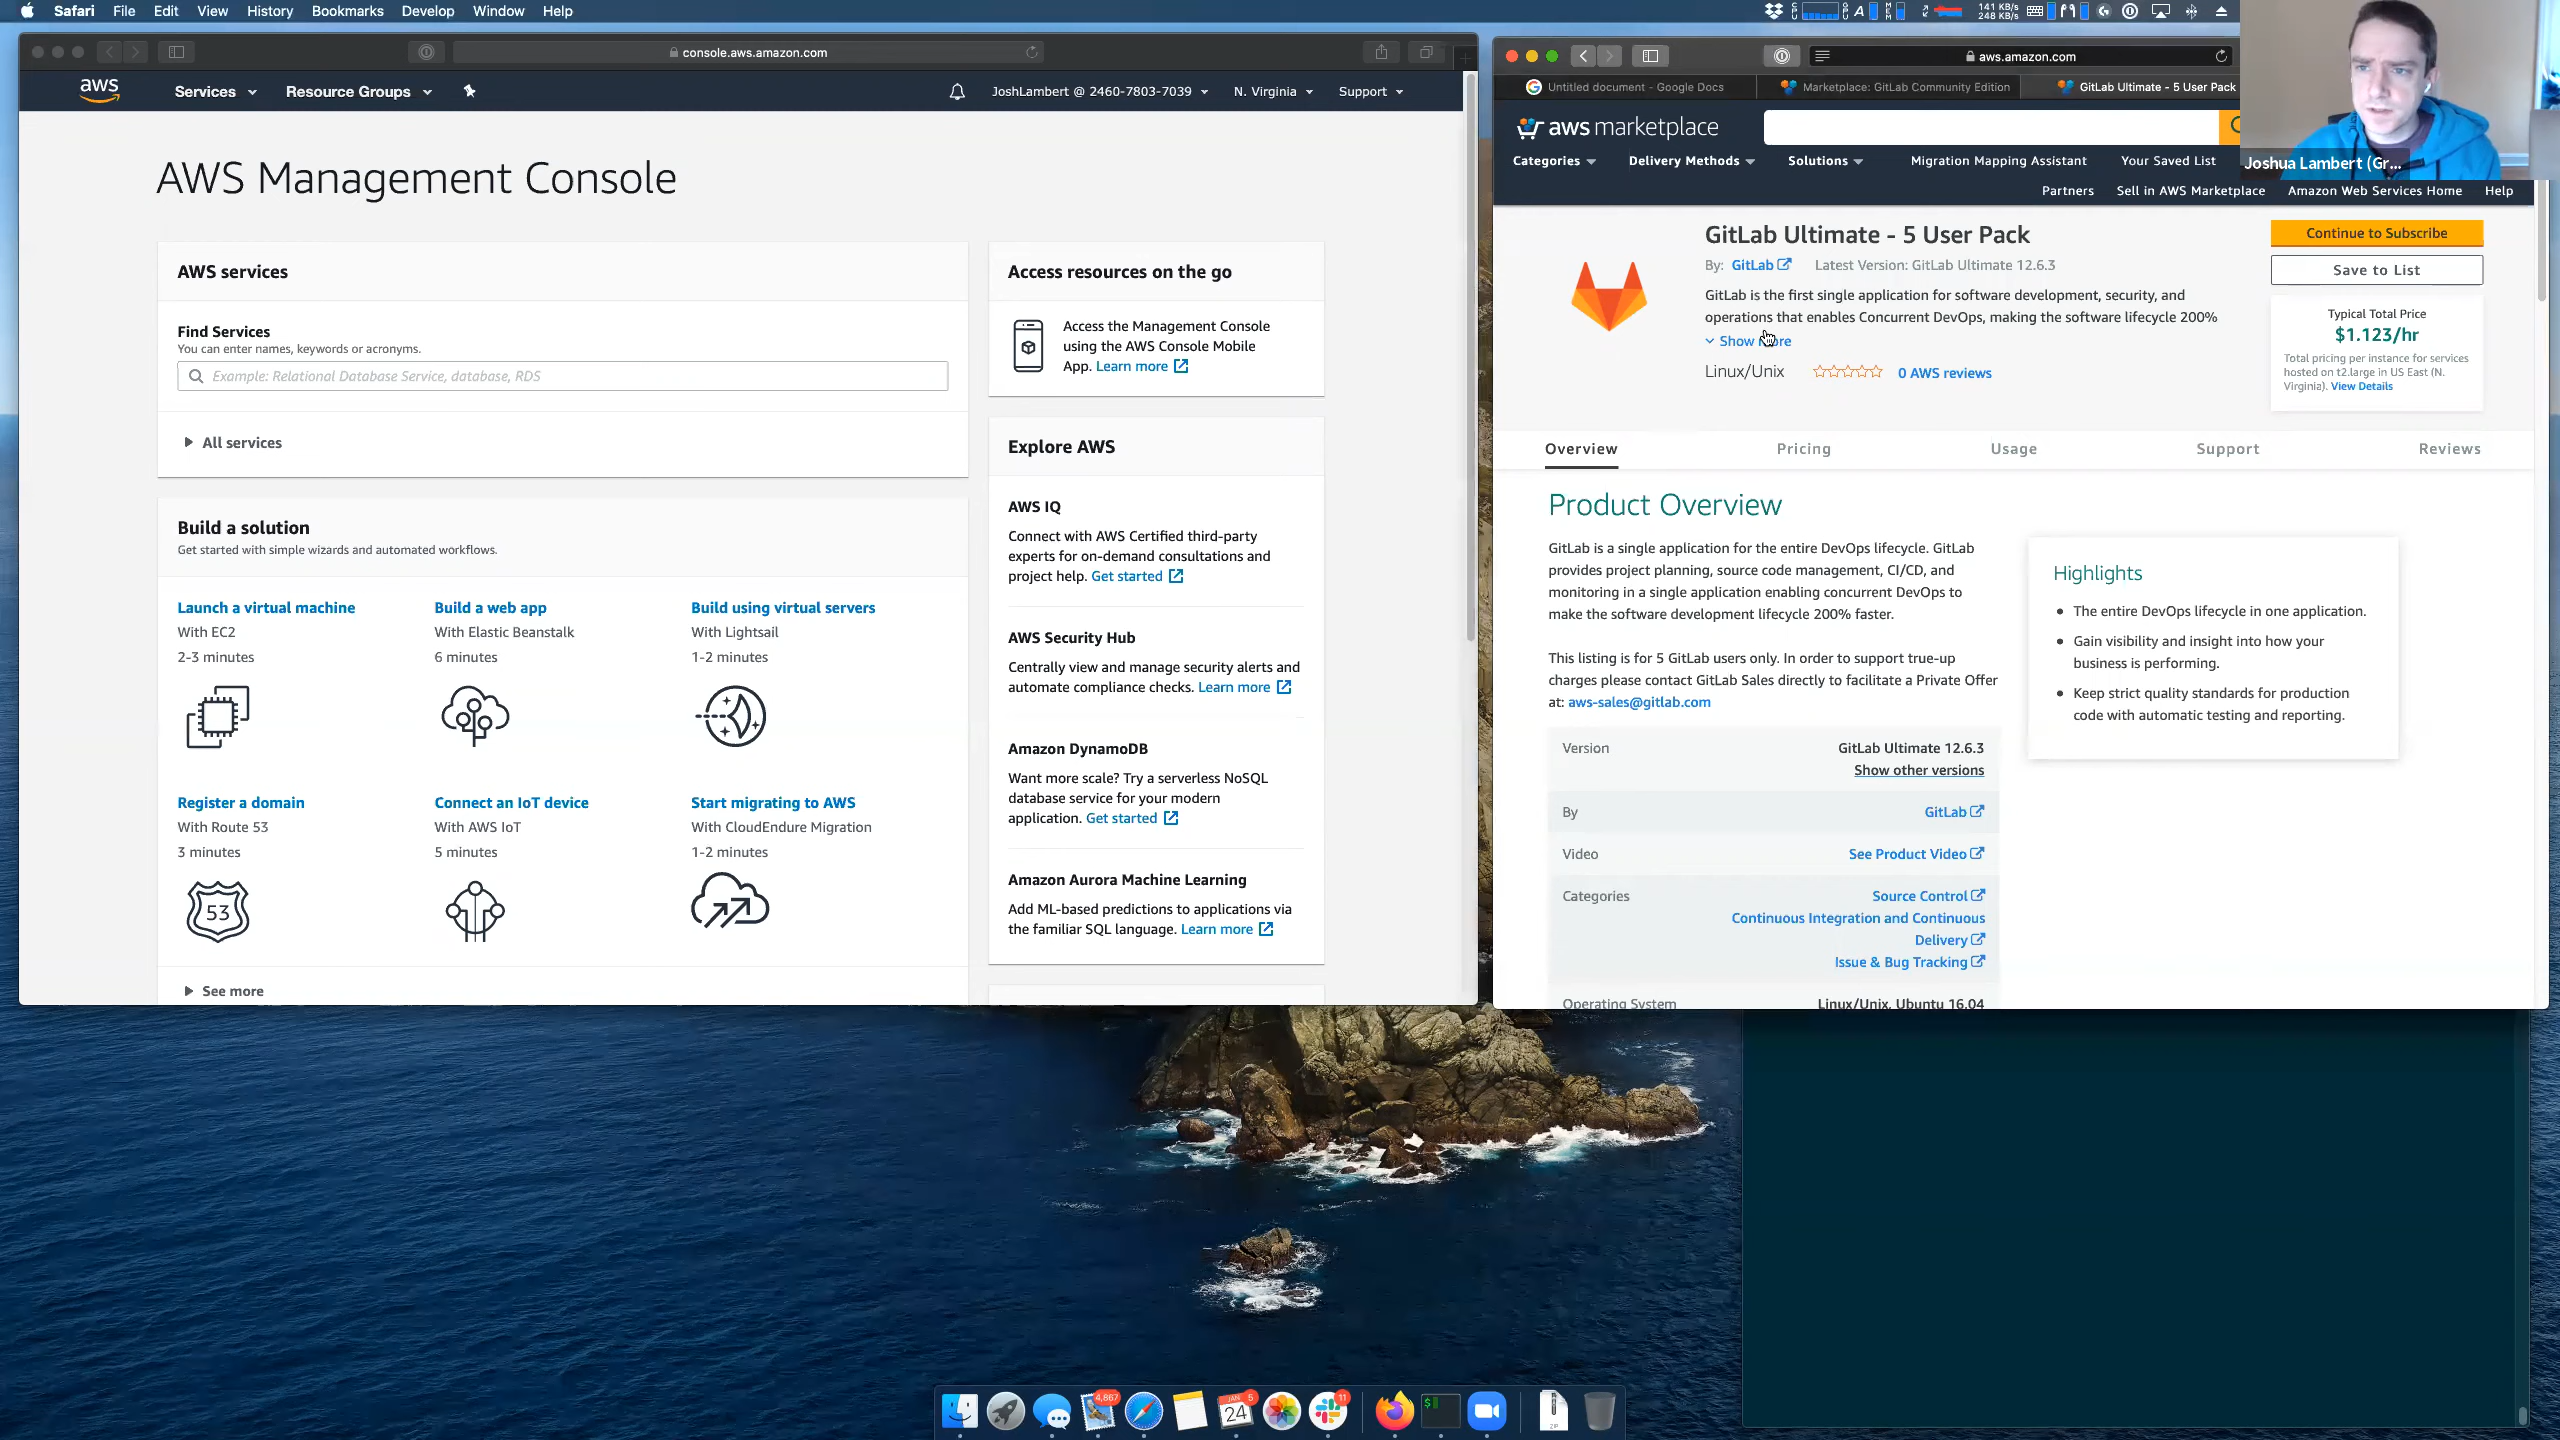 Safari File Edit View History Bookmarks Develop Window Help
141 KB/s
248 KB/s
console.aws.amazon.com
aws Services Resource Groups JoshLambert @ 2460-7803-7039 N. Virginia Support
AWS Management Console
AWS services
Find Services
You can enter names, keywords or acronyms.
Example: Relational Database Service, database, RDS
All services
Build a solution
Get started with simple wizards and automated workflows.
Launch a virtual machine
With EC2
2-3 minutes
Build a web app
With Elastic Beanstalk
6 minutes
Build using virtual servers
With Lightsail
1-2 minutes
Register a domain
With Route 53
3 minutes
53
Connect an IoT device
With AWS IoT
5 minutes
Start migrating to AWS
With CloudEndure Migration
1-2 minutes
See more
Access resources on the go
Access the Management Console
using the AWS Console Mobile
App. Learn more
Explore AWS
AWS IQ
Connect with AWS Certified third-party
experts for on-demand consultations and
project help. Get started
AWS Security Hub
Centrally view and manage security alerts and
automate compliance checks. Learn more
Amazon DynamoDB
Want more scale? Try a serverless NoSQL
database service for your modern
application. Get started
Amazon Aurora Machine Learning
Add ML-based predictions to applications via
the familiar SQL language. Learn more
aws.amazon.com
Untitled document - Google Docs
Marketplace: GitLab Community Edition
GitLab Ultimate - 5 User Pack
Joshua Lambert (Gr...
aws marketplace
Categories Delivery Methods Solutions Migration Mapping Assistant Your Saved List
Partners Sell in AWS Marketplace Amazon Web Services Home Help
GitLab Ultimate - 5 User Pack
By: GitLab Latest Version: GitLab Ultimate 12.6.3
GitLab is the first single application for software development, security, and
operations that enables Concurrent DevOps, making the software lifecycle 200%
Show more
Linux/Unix 0 AWS reviews
Continue to Subscribe
Save to List
Typical Total Price
$1.123/hr
Total pricing per instance for services
hosted on t2.large in US East (N.
Virginia). View Details
Overview Pricing Usage Support Reviews
Product Overview
GitLab is a single application for the entire DevOps lifecycle. GitLab
provides project planning, source code management, CI/CD, and
monitoring in a single application enabling concurrent DevOps to
make the software development lifecycle 200% faster.
This listing is for 5 GitLab users only. In order to support true-up
charges please contact GitLab Sales directly to facilitate a Private Offer
at: aws-sales@gitlab.com
Version GitLab Ultimate 12.6.3
Show other versions
By GitLab
Video See Product Video
Categories Source Control
Continuous Integration and Continuous
Delivery
Issue & Bug Tracking
Operating System Linux/Unix, Ubuntu 16.04
Highlights
The entire DevOps lifecycle in one application.
Gain visibility and insight into how your
business is performing.
Keep strict quality standards for production
code with automatic testing and reporting.
4,867
JAN 5
24
11
ZIP